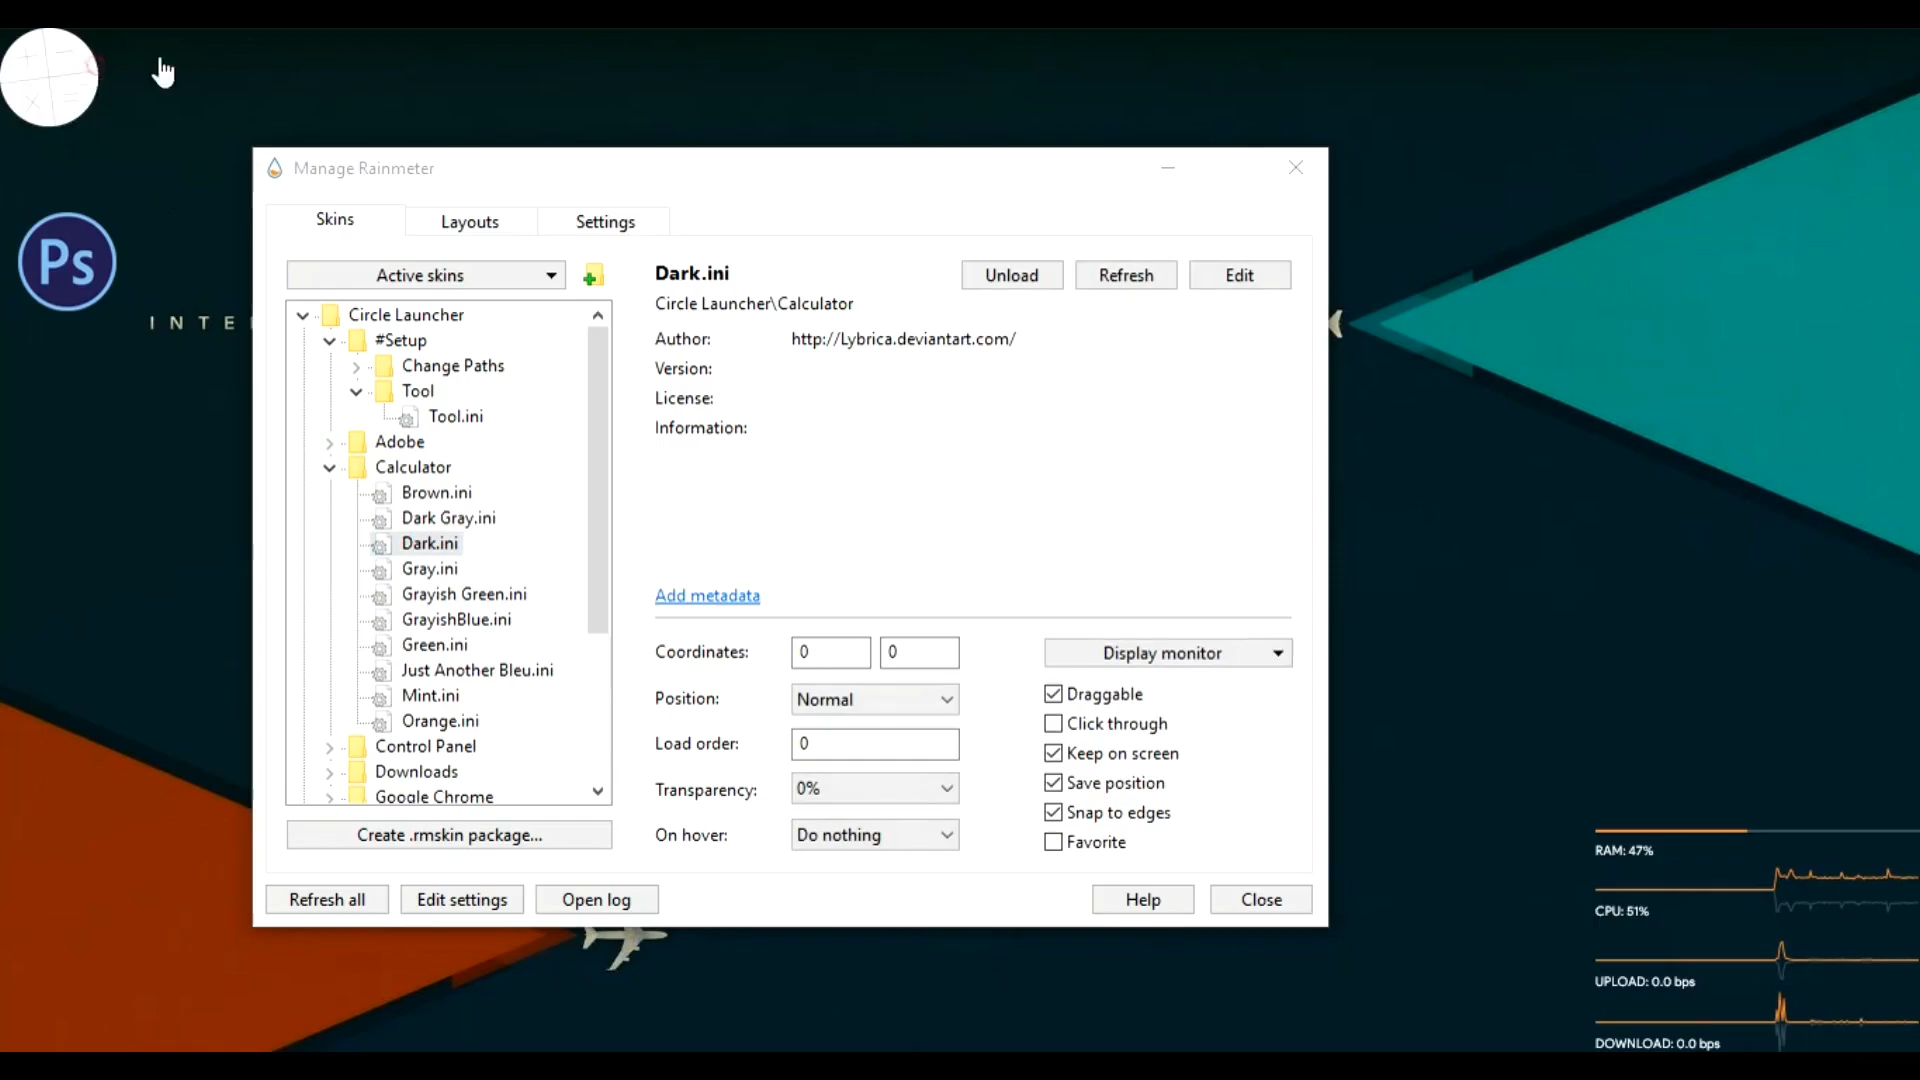 Manage Rainmeter
Ps
I N T E
Skins
Layouts
Settings
Active skins
Circle Launcher
#Setup
Change Paths
Tool
Tool.ini
Adobe
Calculator
Brown.ini
Dark Gray.ini
Dark.ini
Gray.ini
Grayish Green.ini
GrayishBlue.ini
Green.ini
Just Another Bleu.ini
Mint.ini
Orange.ini
Control Panel
Downloads
Google Chrome
Create .rmskin package...
Dark.ini
Unload
Refresh
Edit
Circle Launcher\Calculator
Author: http://Lybrica.deviantart.com/
Version:
License:
Information:
Add metadata
Coordinates: 0 0
Position: Normal
Load order: 0
Transparency: 0%
On hover: Do nothing
Display monitor
Draggable
Click through
Keep on screen
Save position
Snap to edges
Favorite
Refresh all
Edit settings
Open log
Help
Close
RAM: 47%
CPU: 51%
UPLOAD: 0.0 bps
DOWNLOAD: 0.0 bps